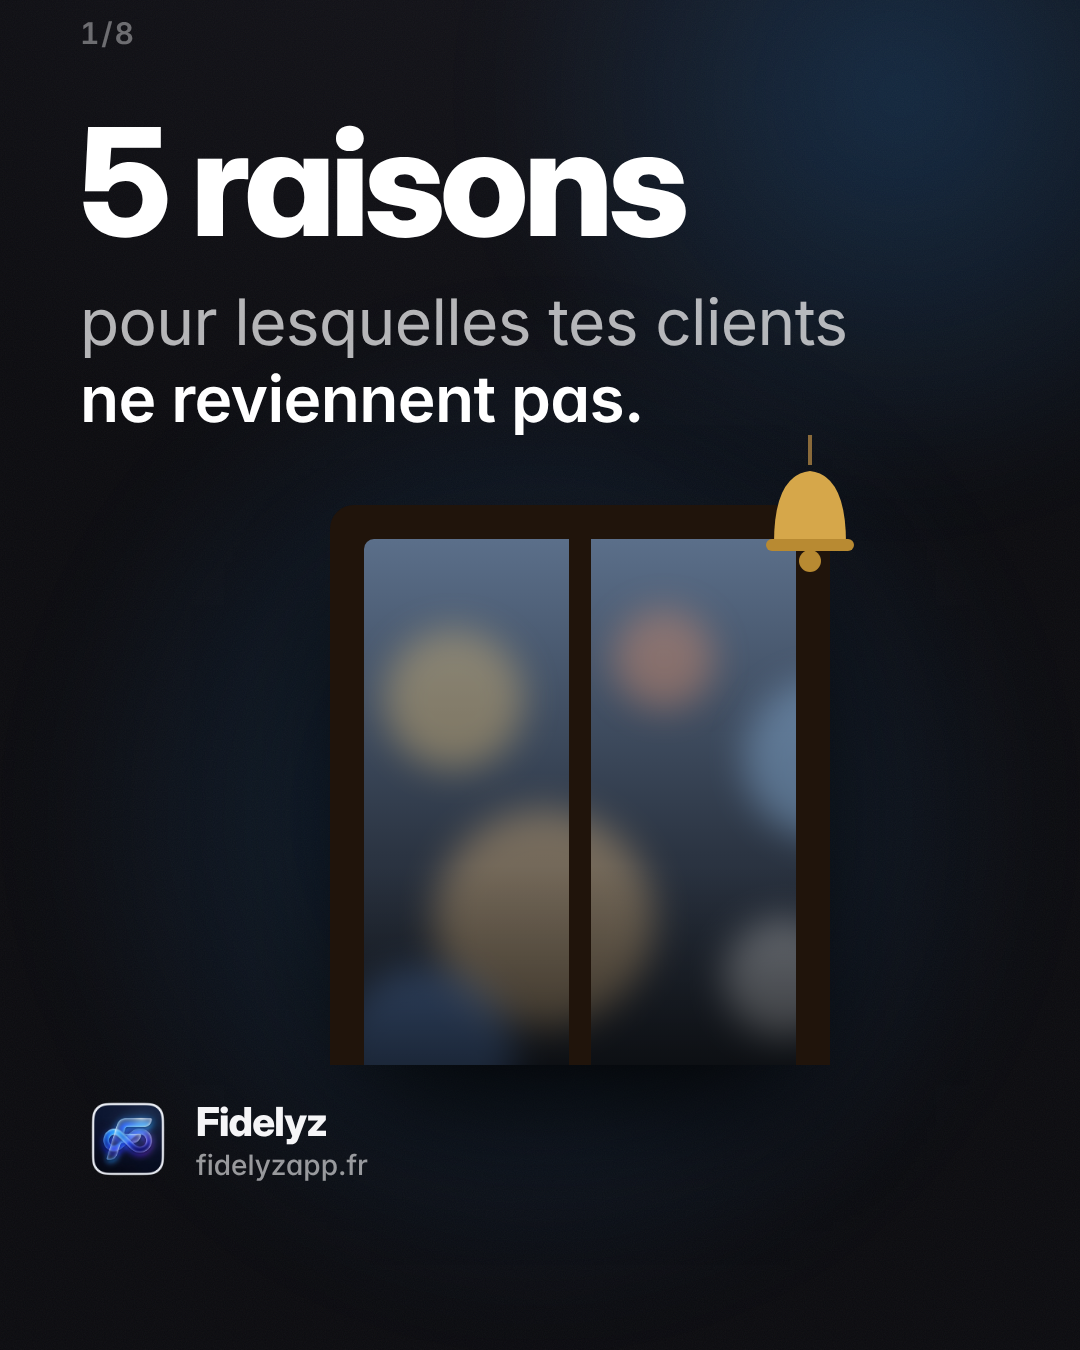 1/8
5 raisons
pour lesquelles tes clients
ne reviennent pas.
Fidelyz
fidelyzapp.fr